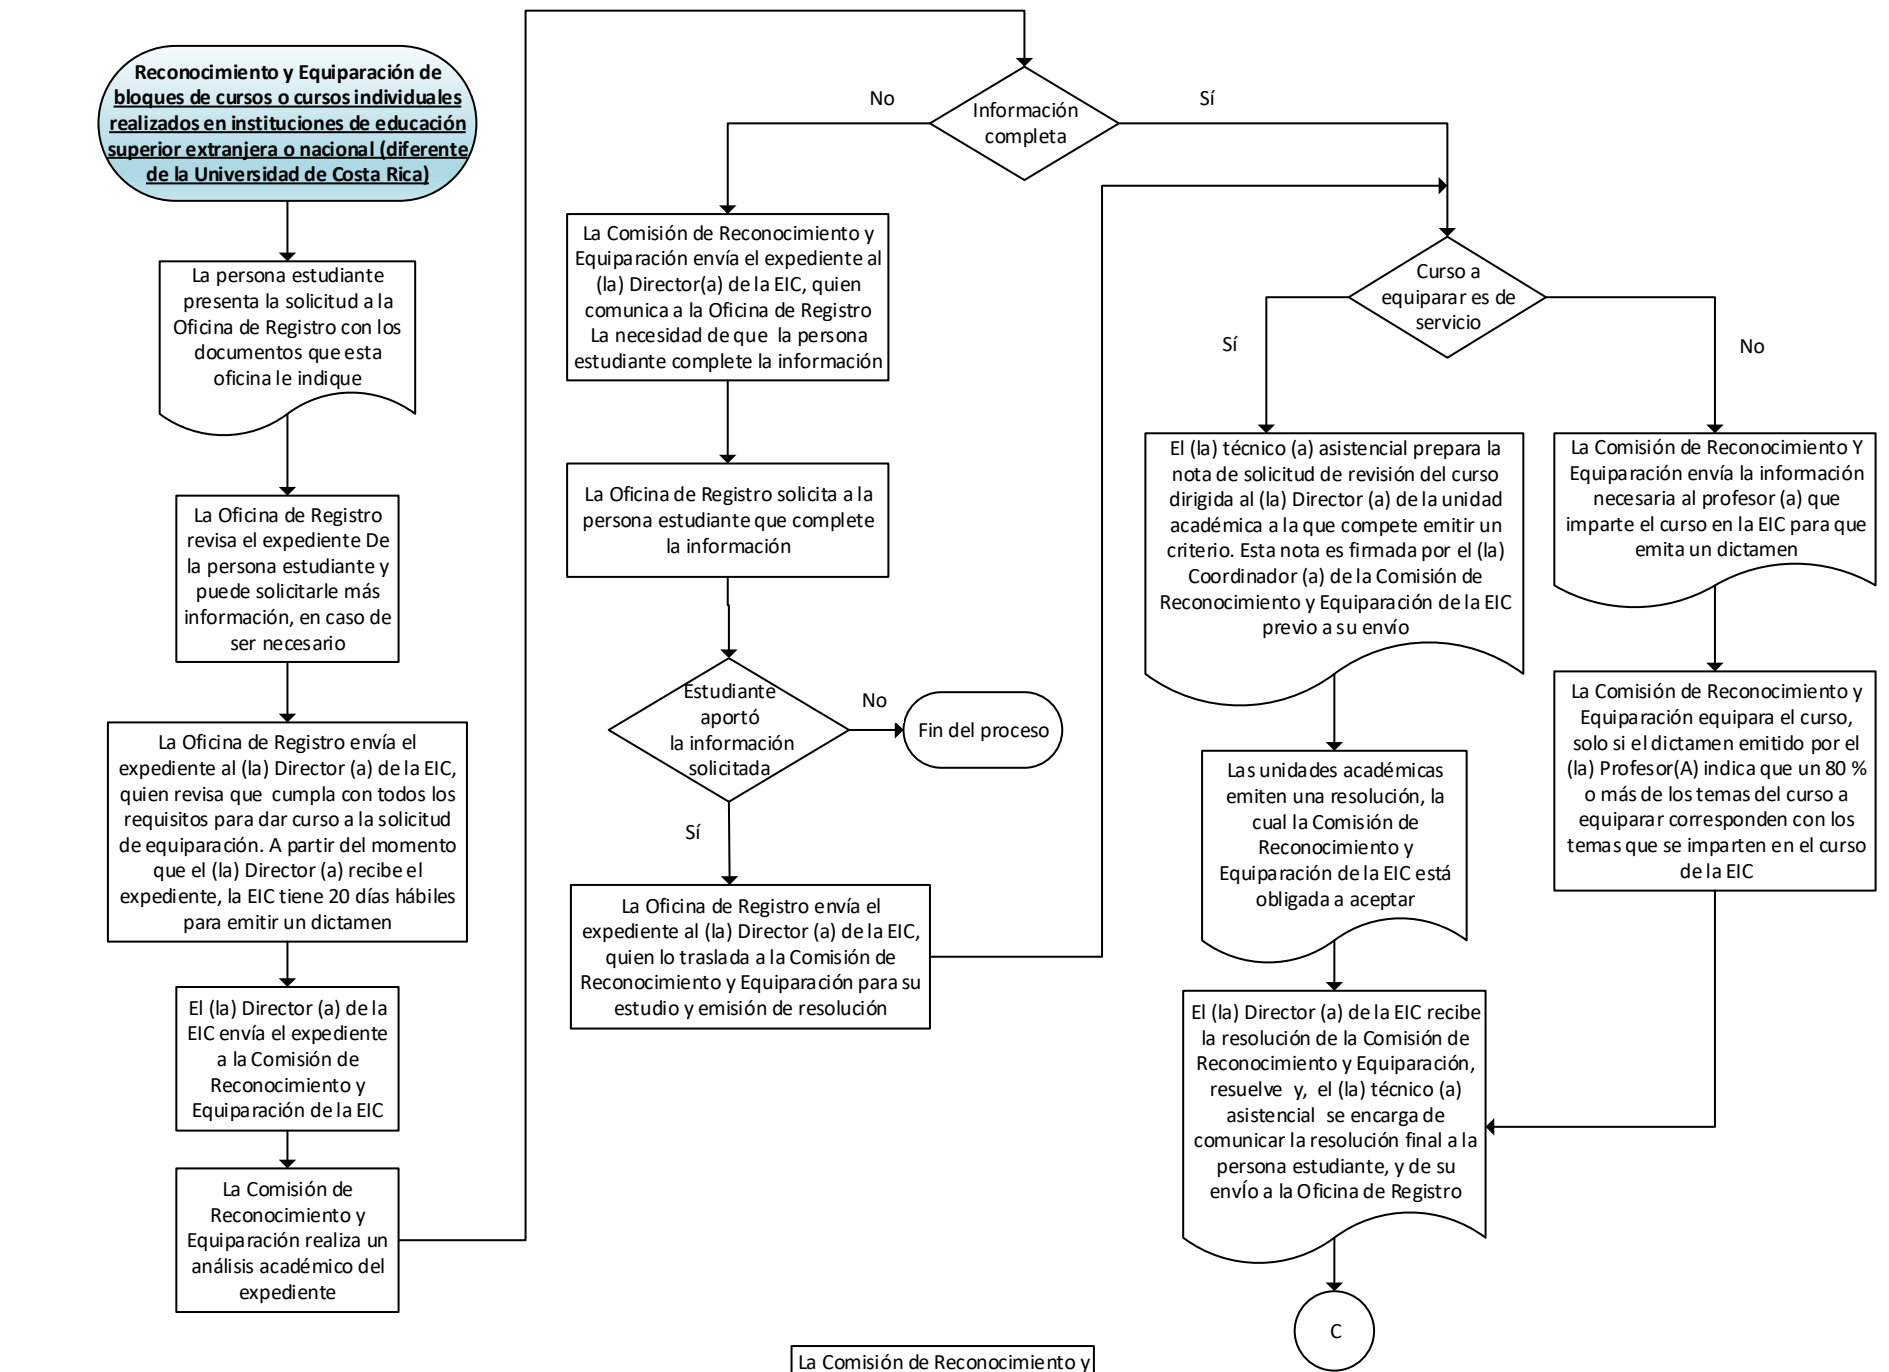 Reconocimiento y Equiparación de
bloques de cursos o cursos individuales
realizados en instituciones de educación
superior extranjera o nacional (diferente
de la Universidad de Costa Rica)
La persona estudiante
presenta la solicitud a la
Oficina de Registro con los
documentos que esta
oficina le indique
La Oficina de Registro
revisa el expediente De
la persona estudiante y
puede solicitarle más
información, en caso de
ser necesario
La Oficina de Registro envía el
expediente al (la) Director (a) de la EIC,
quien revisa que cumpla con todos los
requisitos para dar curso a la solicitud
de equiparación. A partir del momento
que el (la) Director (a) recibe el
expediente, la EIC tiene 20 días hábiles
para emitir un dictamen
El (la) Director (a) de la
EIC envía el expediente
a la Comisión de
Reconocimiento y
Equiparación de la EIC
La Comisión de
Reconocimiento y
Equiparación realiza un
análisis académico del
expediente
Información
completa
No
Sí
La Comisión de Reconocimiento y
Equiparación envía el expediente al
(la) Director(a) de la EIC, quien
comunica a la Oficina de Registro
La necesidad de que la persona
estudiante complete la información
La Oficina de Registro solicita a la
persona estudiante que complete
la información
Estudiante
aportó
la información
solicitada
No
Fin del proceso
Sí
La Oficina de Registro envía el
expediente al (la) Director (a) de la EIC,
quien lo traslada a la Comisión de
Reconocimiento y Equiparación para su
estudio y emisión de resolución
Curso a
equiparar es de
servicio
Sí
No
El (la) técnico (a) asistencial prepara la
nota de solicitud de revisión del curso
dirigida al (la) Director (a) de la unidad
académica a la que compete emitir un
criterio. Esta nota es firmada por el (la)
Coordinador (a) de la Comisión de
Reconocimiento y Equiparación de la EIC
previo a su envío
Las unidades académicas
emiten una resolución, la
cual la Comisión de
Reconocimiento y
Equiparación de la EIC está
obligada a aceptar
La Comisión de Reconocimiento Y
Equiparación envía la información
necesaria al profesor (a) que
imparte el curso en la EIC para que
emita un dictamen
La Comisión de Reconocimiento y
Equiparación equipara el curso,
solo si el dictamen emitido por el
(la) Profesor(A) indica que un 80 %
o más de los temas del curso a
equiparar corresponden con los
temas que se imparten en el curso
de la EIC
El (la) Director (a) de la EIC recibe
la resolución de la Comisión de
Reconocimiento y Equiparación,
resuelve y, el (la) técnico (a)
asistencial se encarga de
comunicar la resolución final a la
persona estudiante, y de su
envÍo a la Oficina de Registro
C
La Comisión de Reconocimiento y